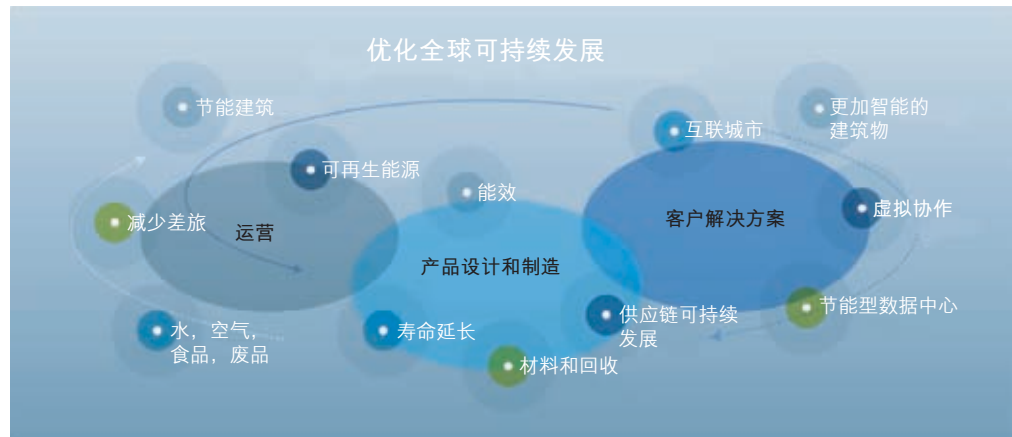 优化全球可持续发展
节能建筑
更加智能的
建筑物
互联城市
可再生能源
能效
减少差旅
运营
客户解决方案
虚拟协作
产品设计和制造
水，空气，
食品，废品
寿命延长
供应链可持续
发展
节能型数据中心
材料和回收